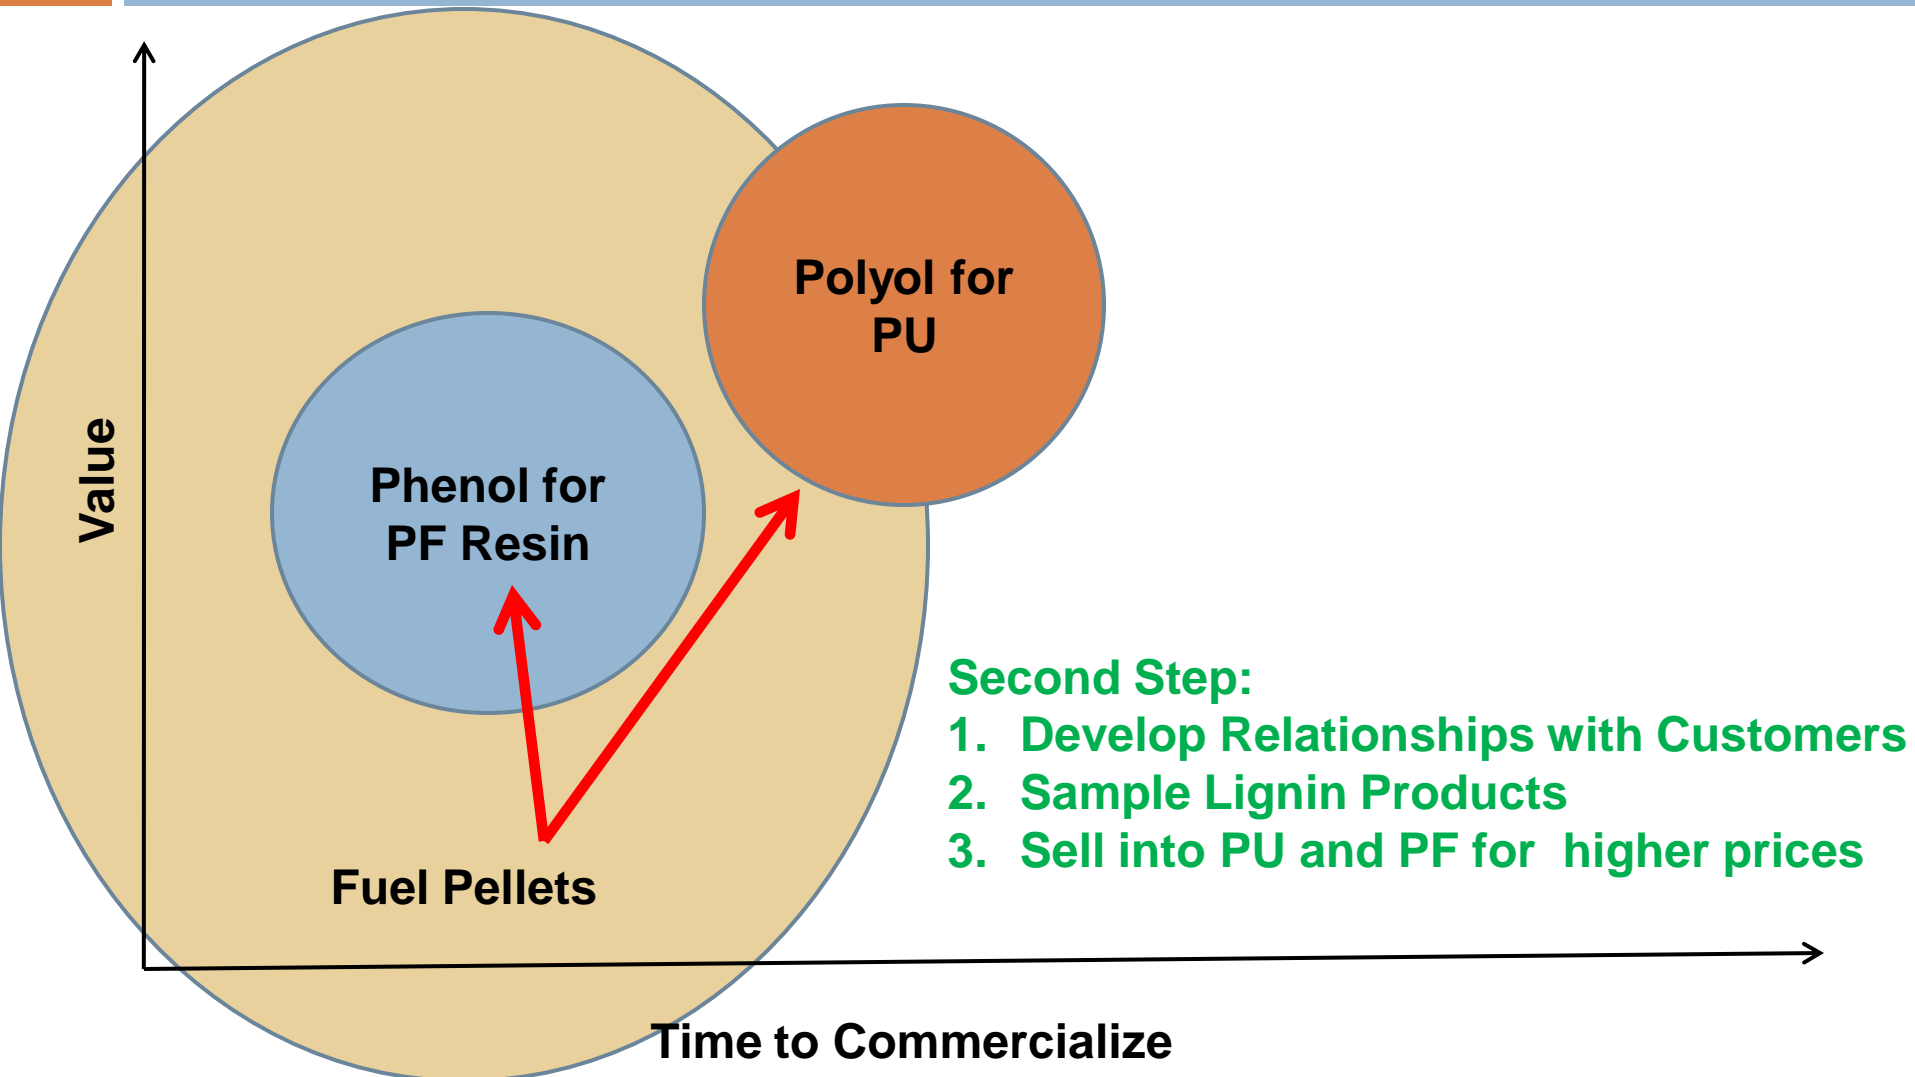 Value
Polyol for
PU
Phenol for
PF Resin
Fuel Pellets
Second Step:
1. Develop Relationships with Customers
2. Sample Lignin Products
3. Sell into PU and PF for  higher prices
Time to Commercialize